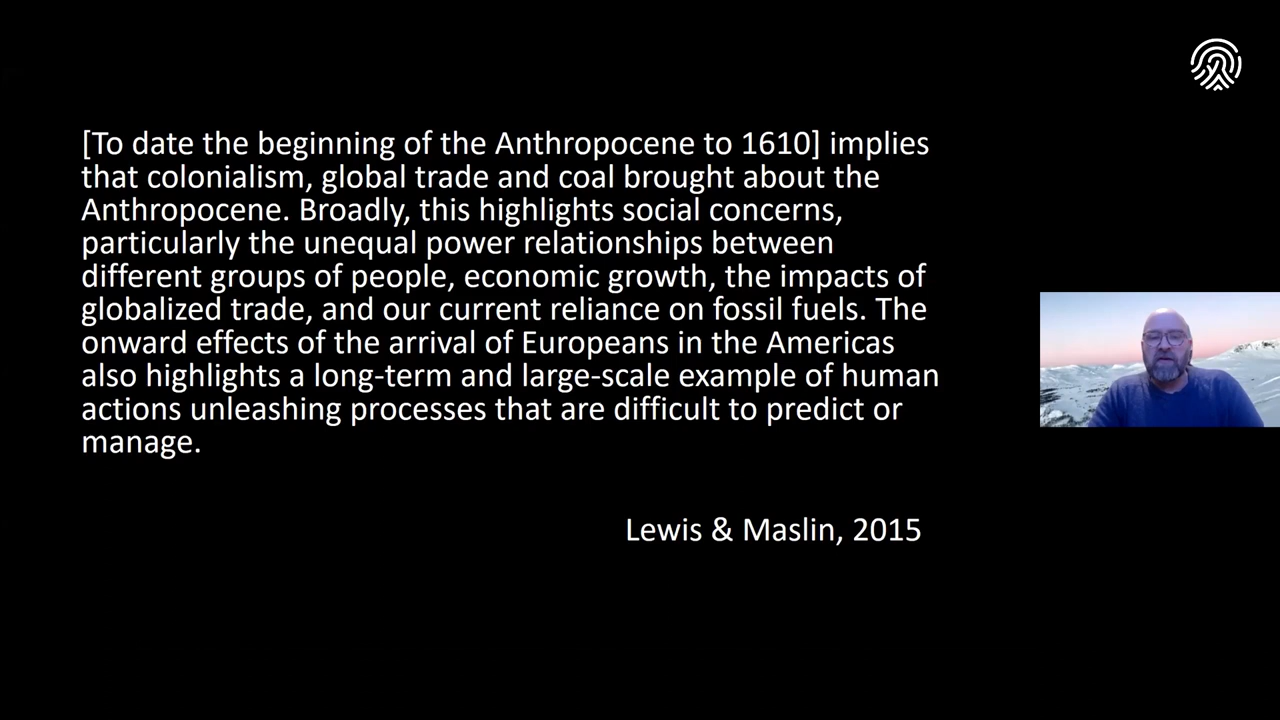 [To date the beginning of the Anthropocene to 1610] implies
that colonialism, global trade and coal brought about the
Anthropocene. Broadly, this highlights social concerns,
particularly the unequal power relationships between
different groups of people, economic growth, the impacts of
globalized trade, and our current reliance on fossil fuels. The
onward effects of the arrival of Europeans in the Americas
also highlights a long-term and large-scale example of human
actions unleashing processes that are difficult to predict or
manage.
Lewis & Maslin, 2015